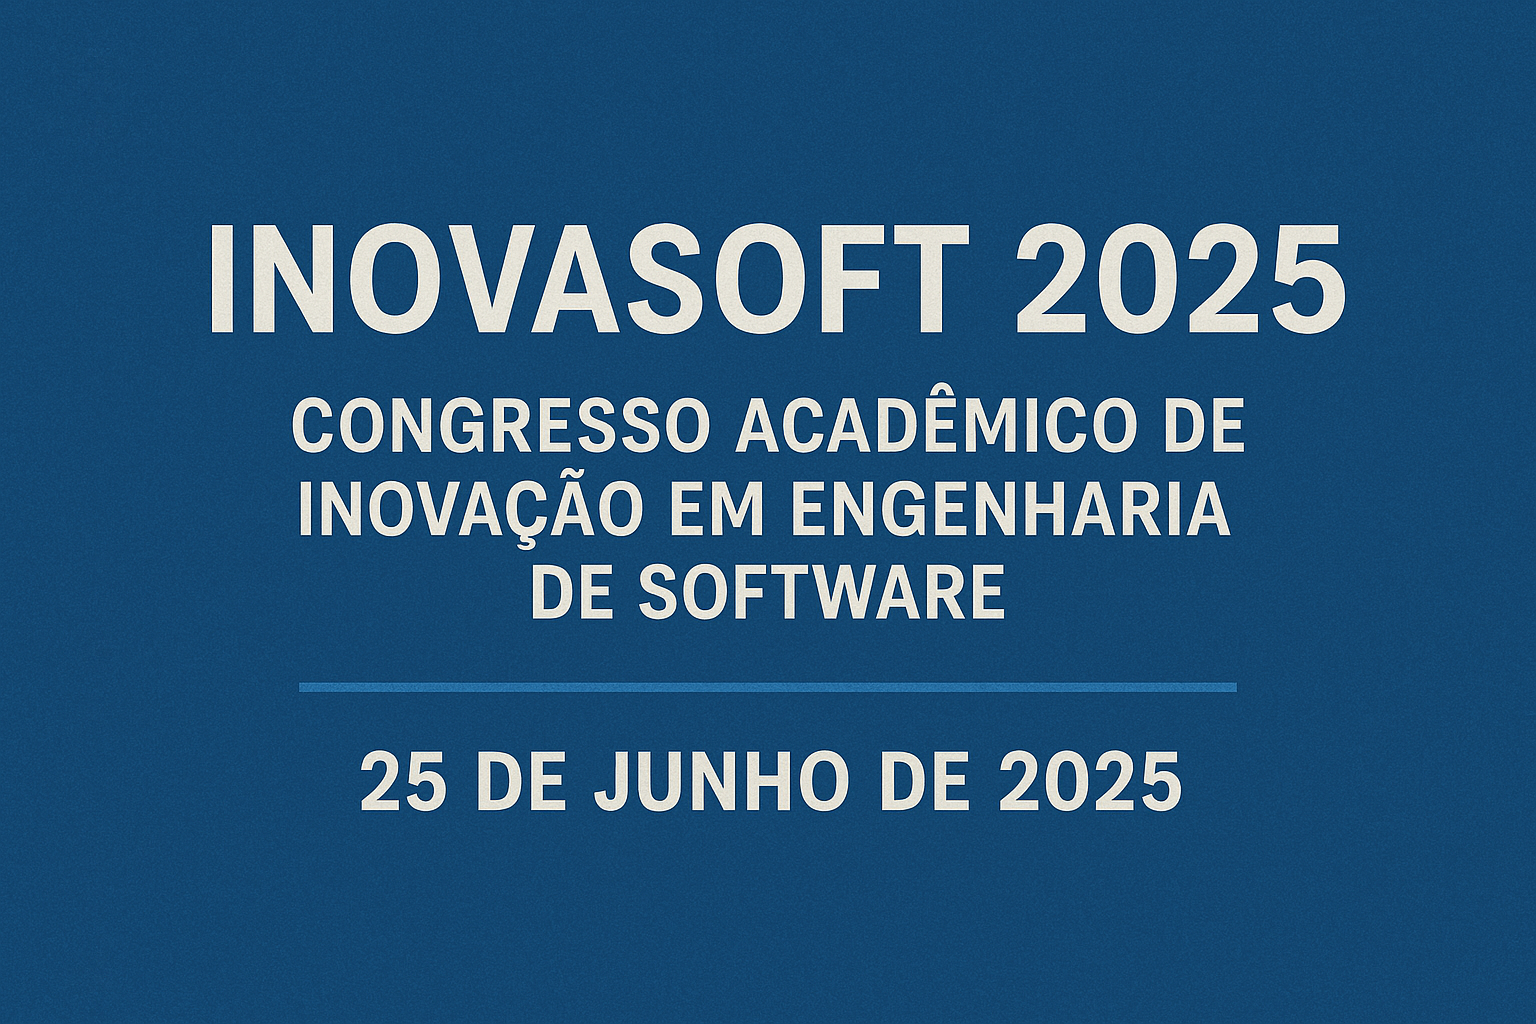 INOVASOFT 2025
CONGRESSO ACADÊMICO DE
INOVAÇÃO EM ENGENHARIA
DE SOFTWARE
25 DE JUNHO DE 2025